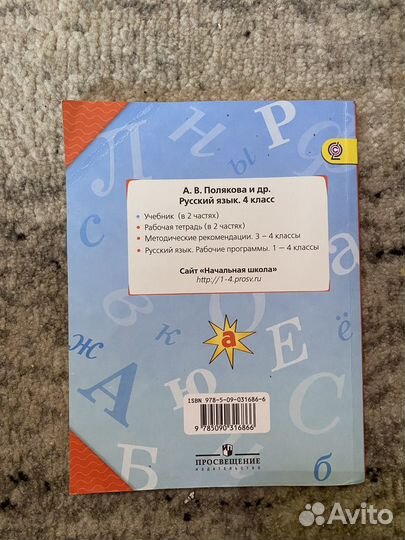 А. В. Полякова и др.
Русский язык. 4 класс
Учебник (в 2 частях)
Рабочая тетрадь (в 2 частях)
Методические рекомендации. 3 – 4 классы
Русский язык. Рабочие программы. 1 – 4 классы
Сайт «Начальная школа»
http://1-4.prosv.ru
а
ISBN 978-5-09-031686-6
9 785090 316866
ПРОСВЕЩЕНИЕ
ИЗДАТЕЛЬСТВО
Avito